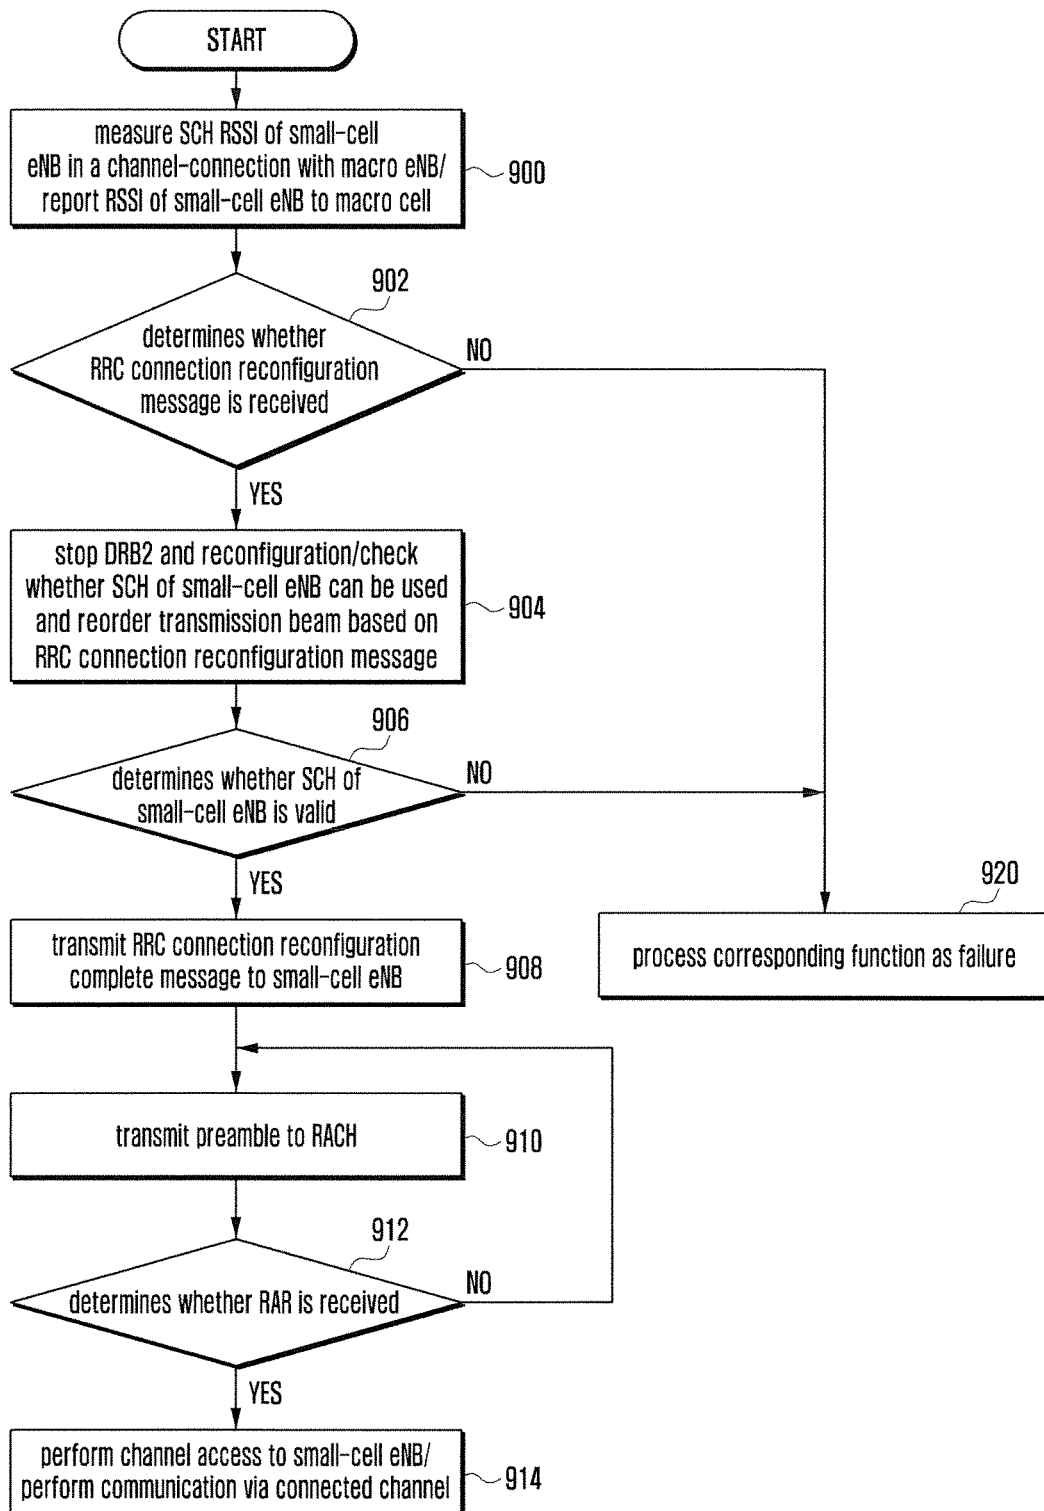 START
measure SCH RSSI of small-cell
eNB in a channel-connection with macro eNB/
report RSSI of small-cell eNB to macro cell
900
902
determines whether
RRC connection reconfiguration
message is received
NO
YES
stop DRB2 and reconfiguration/check
whether SCH of small-cell eNB can be used
and reorder transmission beam based on
RRC connection reconfiguration message
904
906
determines whether SCH of
small-cell eNB is valid
NO
YES
920
process corresponding function as failure
transmit RRC connection reconfiguration
complete message to small-cell eNB
908
transmit preamble to RACH
910
912
determines whether RAR is received
NO
YES
perform channel access to small-cell eNB/
perform communication via connected channel
914